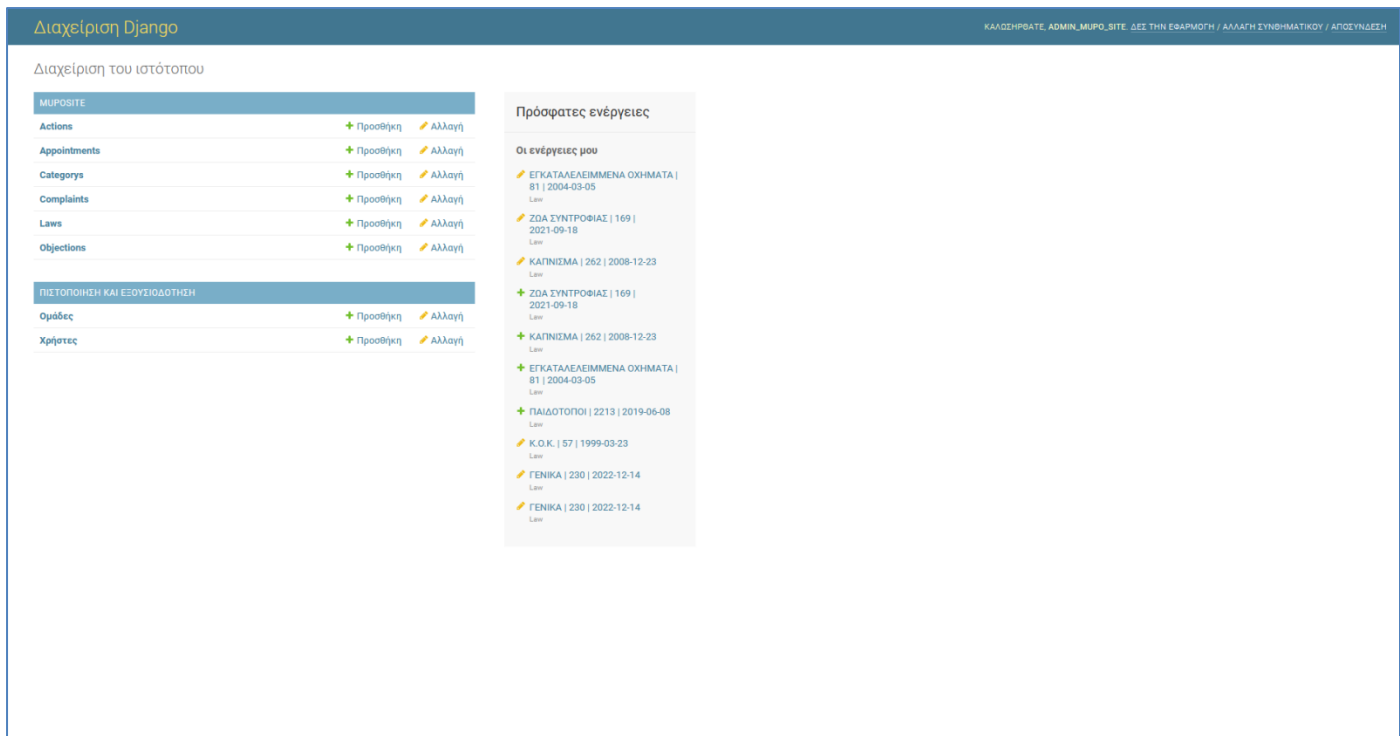 Διαχείριση Django
ΚΑΛΩΣΗΡΘΑΤΕ, ADMIN_MUPO_SITE. ΔΕΣ ΤΗΝ ΕΦΑΡΜΟΓΗ / ΑΛΛΑΓΗ ΣΥΝΘΗΜΑΤΙΚΟΥ / ΑΠΟΣΥΝΔΕΣΗ
Διαχείριση του ιστότοπου
MUPOSITE
Actions Προσθήκη Αλλαγή
Appointments Προσθήκη Αλλαγή
Categorys Προσθήκη Αλλαγή
Complaints Προσθήκη Αλλαγή
Laws Προσθήκη Αλλαγή
Objections Προσθήκη Αλλαγή
ΠΙΣΤΟΠΟΙΗΣΗ ΚΑΙ ΕΞΟΥΣΙΟΔΟΤΗΣΗ
Ομάδες Προσθήκη Αλλαγή
Χρήστες Προσθήκη Αλλαγή
Πρόσφατες ενέργειες
Οι ενέργειες μου
ΕΓΚΑΤΑΛΕΛΕΙΜΜΕΝΑ ΟΧΗΜΑΤΑ |
81 | 2004-03-05
Law
ΖΩΑ ΣΥΝΤΡΟΦΙΑΣ | 169 |
2021-09-18
Law
ΚΑΠΝΙΣΜΑ | 262 | 2008-12-23
Law
ΖΩΑ ΣΥΝΤΡΟΦΙΑΣ | 169 |
2021-09-18
Law
ΚΑΠΝΙΣΜΑ | 262 | 2008-12-23
Law
ΕΓΚΑΤΑΛΕΛΕΙΜΜΕΝΑ ΟΧΗΜΑΤΑ |
81 | 2004-03-05
Law
ΠΑΙΔΟΤΟΠΟΙ | 2213 | 2019-06-08
Law
Κ.Ο.Κ. | 57 | 1999-03-23
Law
ΓΕΝΙΚΑ | 230 | 2022-12-14
Law
ΓΕΝΙΚΑ | 230 | 2022-12-14
Law